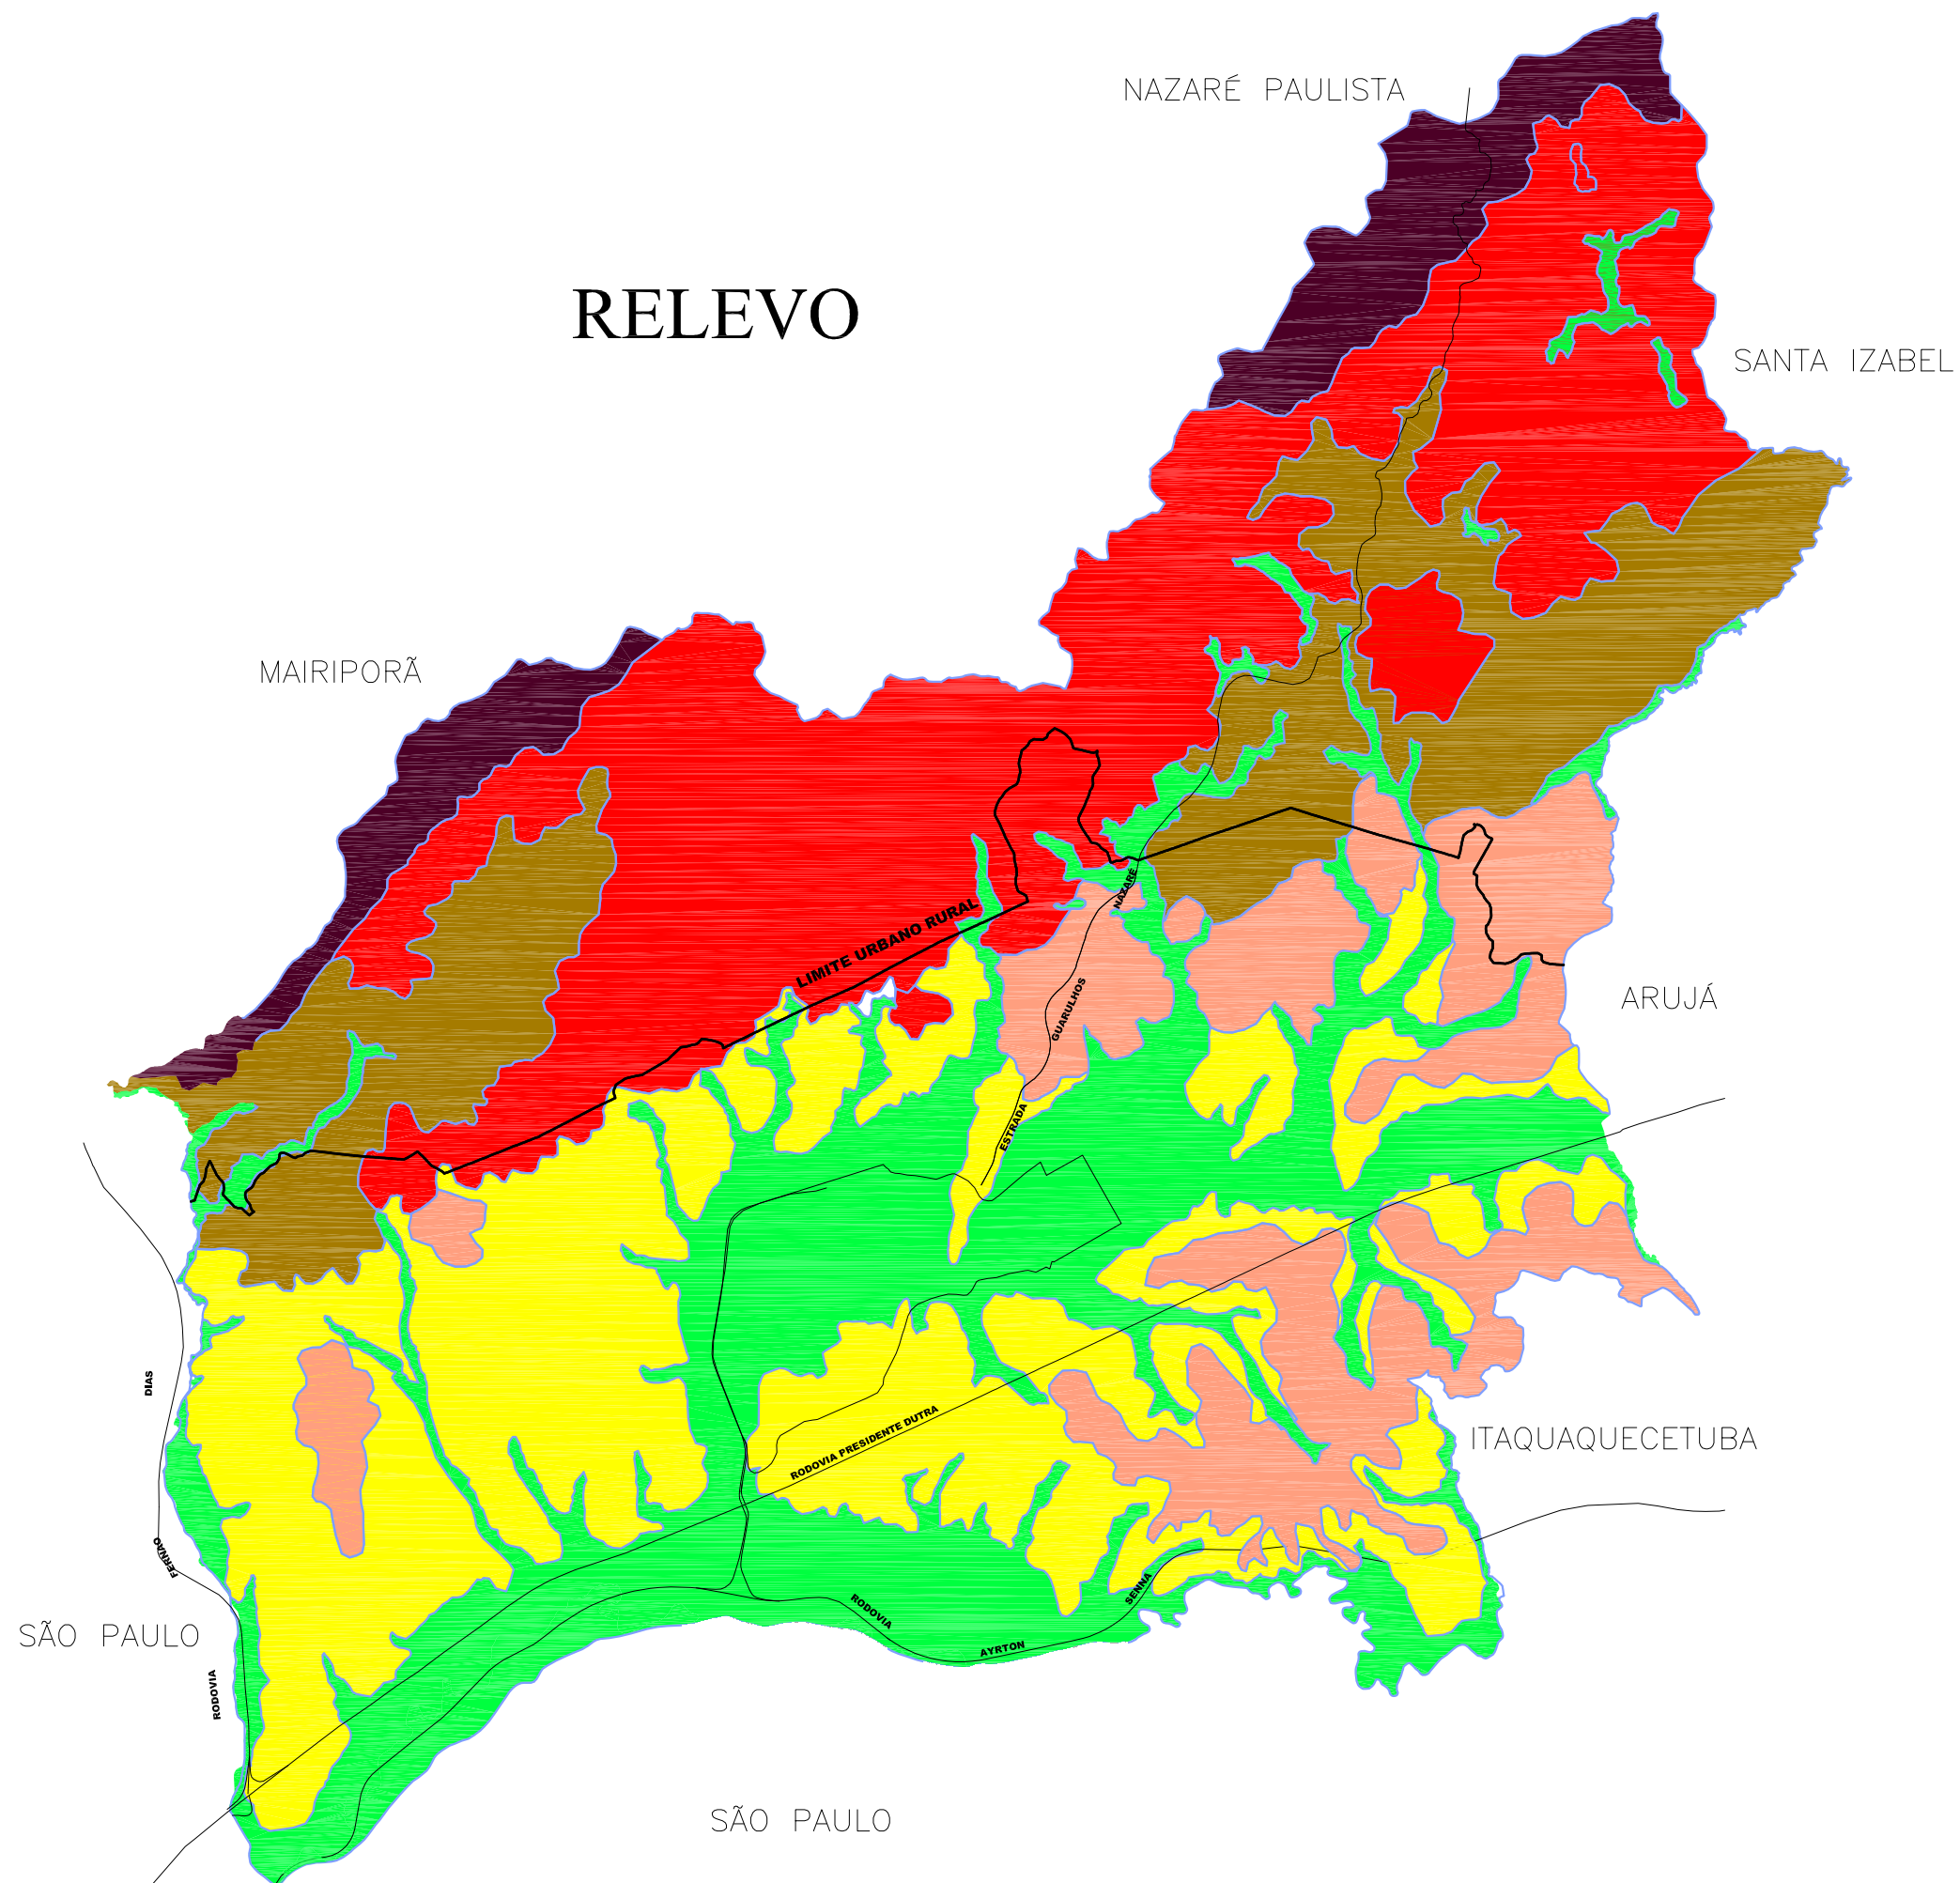 NAZARÉ PAULISTA
RELEVO
SANTA IZABEL
MAIRIPORÃ
LIMITE URBANO RURAL
NAZARÉ
GUARULHOS
ESTRADA
ARUJÁ
DIAS
FERNAO
RODOVIA
RODOVIA PRESIDENTE DUTRA
ITAQUAQUECETUBA
RODOVIA
AYRTON
SENNA
SÃO PAULO
SÃO PAULO